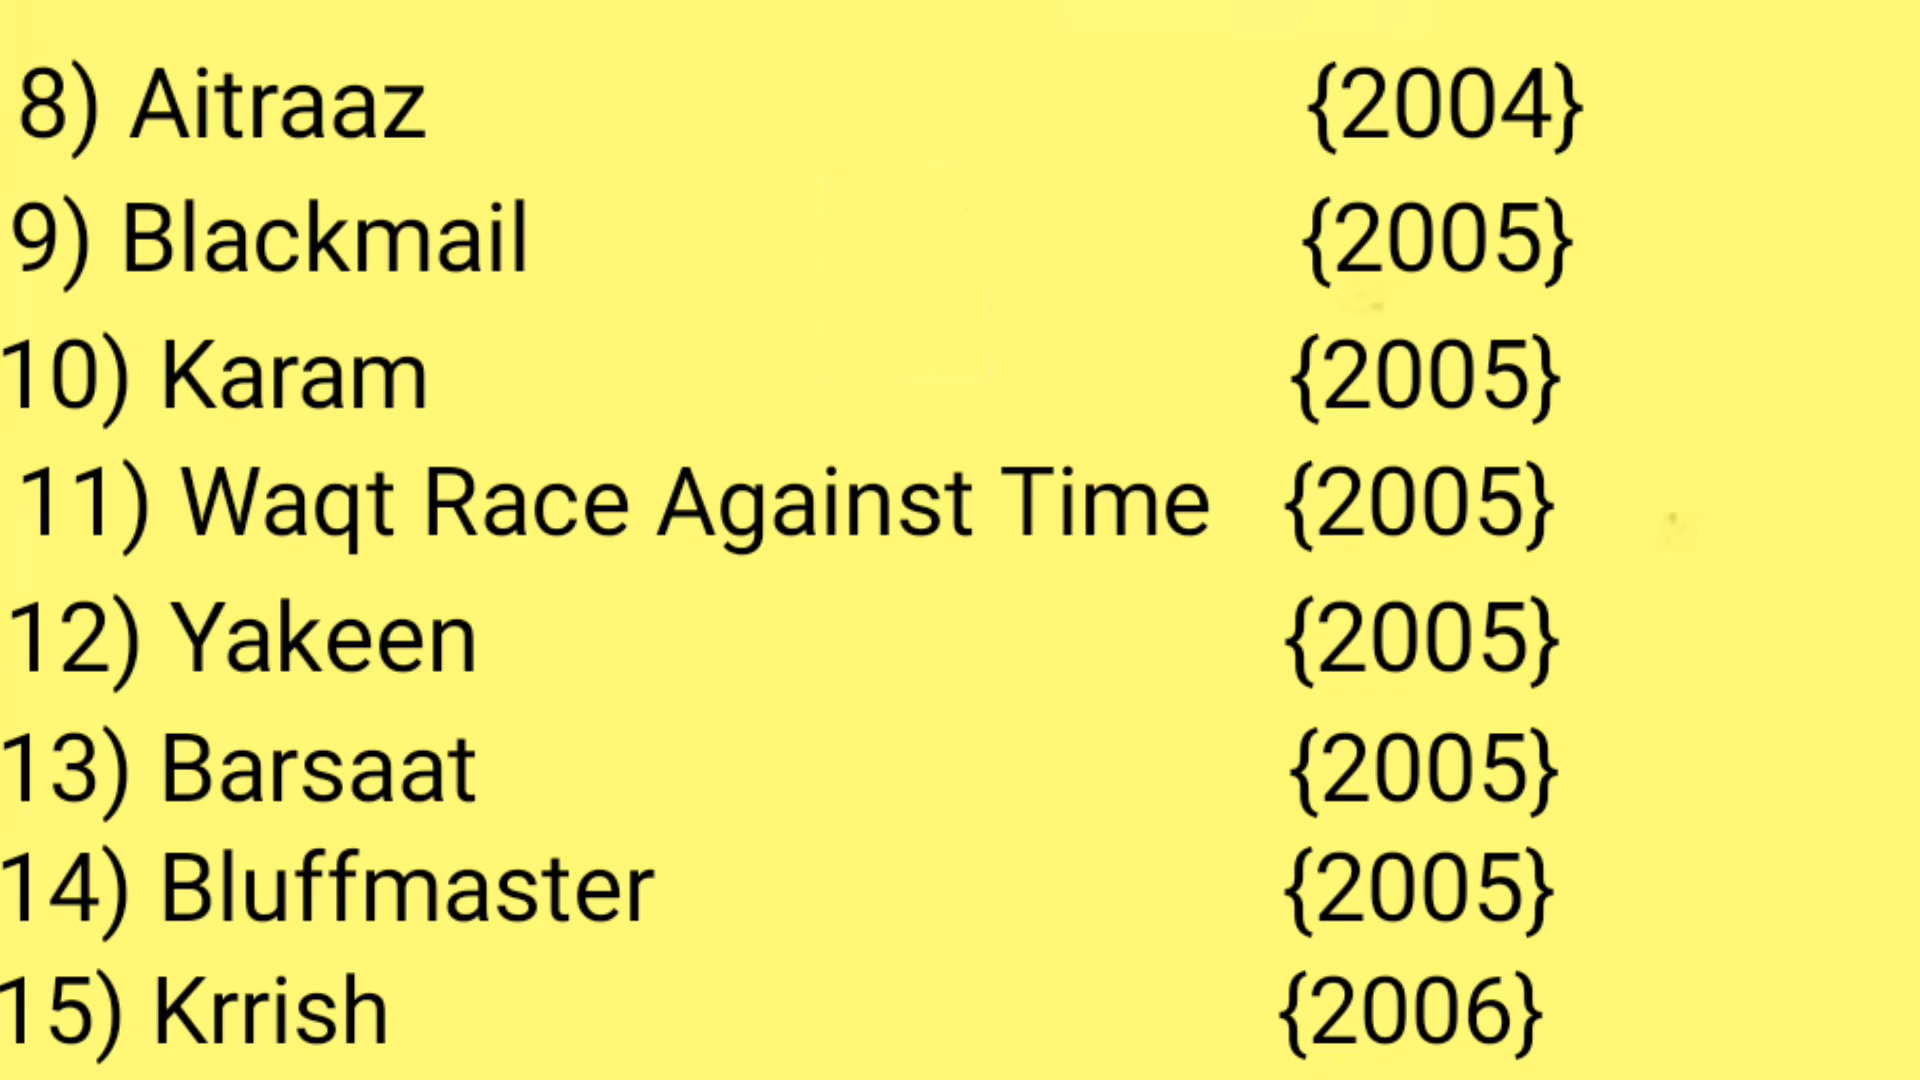 8) Aitraaz {2004}
9) Blackmail {2005}
10) Karam {2005}
11) Waqt Race Against Time {2005}
12) Yakeen {2005}
13) Barsaat {2005}
14) Bluffmaster {2005}
15) Krrish {2006}